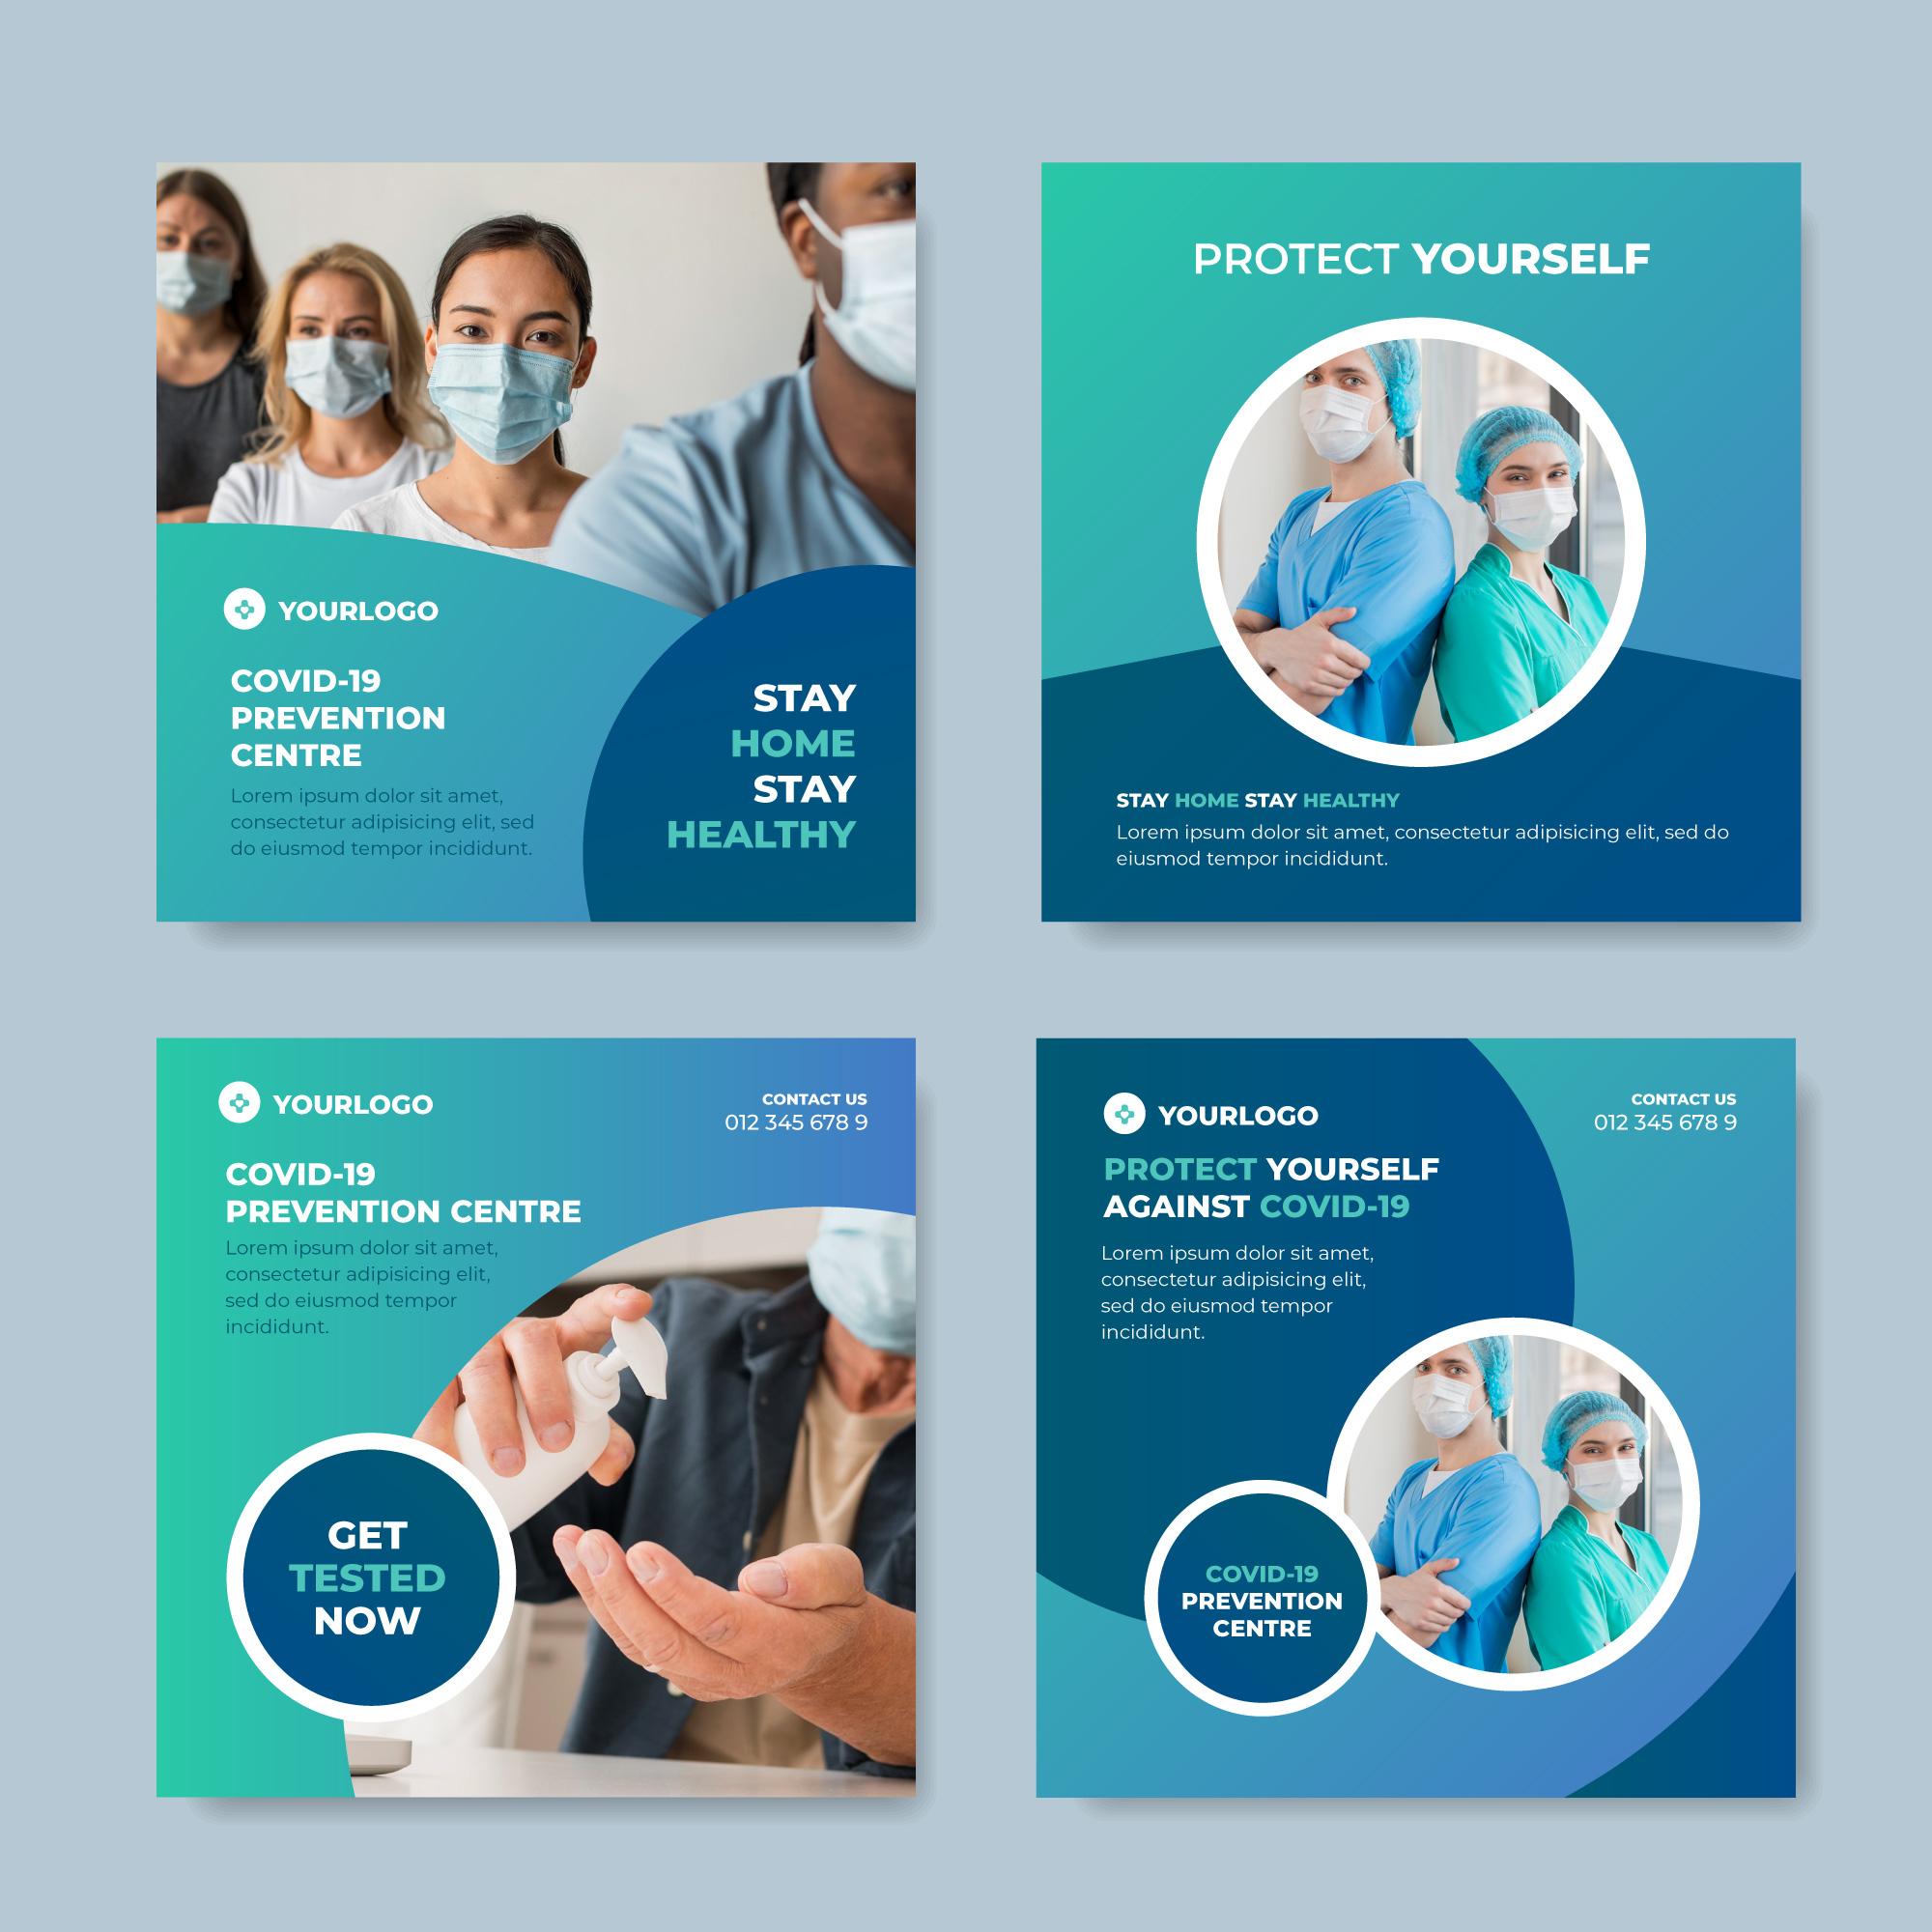 YOURLOGO
COVID-19
PREVENTION
CENTRE
Lorem ipsum dolor sit amet,
consectetur adipisicing elit, sed
do eiusmod tempor incididunt.
STAY
HOME
STAY
HEALTHY
PROTECT YOURSELF
STAY HOME STAY HEALTHY
Lorem ipsum dolor sit amet, consectetur adipisicing elit, sed do
eiusmod tempor incididunt.
YOURLOGO
CONTACT US
012 345 678 9
COVID-19
PREVENTION CENTRE
Lorem ipsum dolor sit amet,
consectetur adipisicing elit,
sed do eiusmod tempor
incididunt.
GET
TESTED
NOW
YOURLOGO
CONTACT US
012 345 678 9
PROTECT YOURSELF
AGAINST COVID-19
Lorem ipsum dolor sit amet,
consectetur adipisicing elit,
sed do eiusmod tempor
incididunt.
COVID-19
PREVENTION
CENTRE